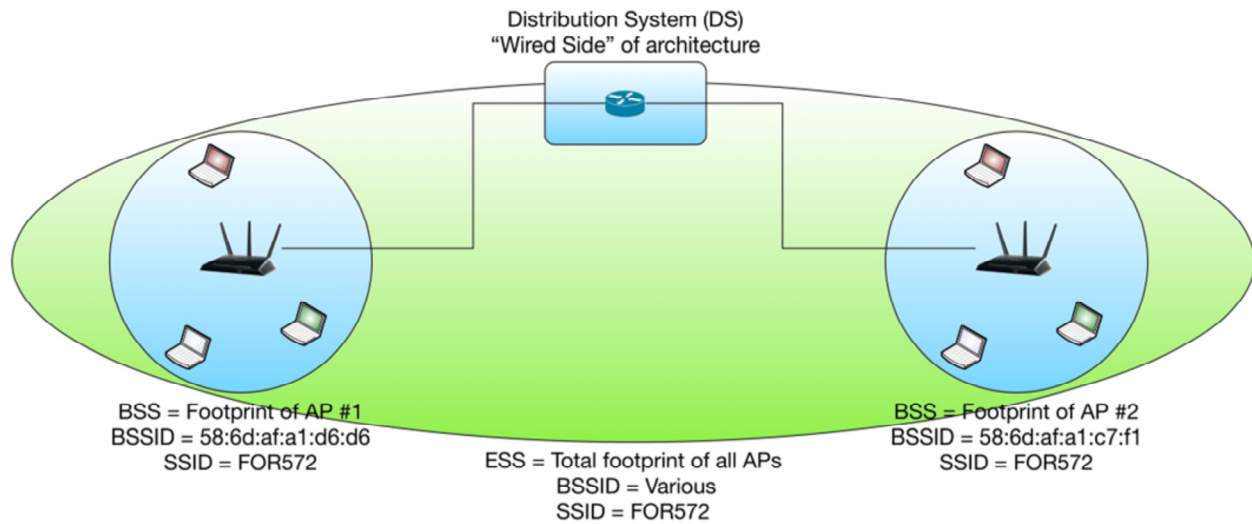 Distribution System (DS)
“Wired Side” of architecture
BSS = Footprint of AP #1
BSSID = 58:6d:af:a1:d6:d6
SSID = FOR572
BSS = Footprint of AP #2
BSSID = 58:6d:af:a1:c7:f1
SSID = FOR572
ESS = Total footprint of all APs
BSSID = Various
SSID = FOR572